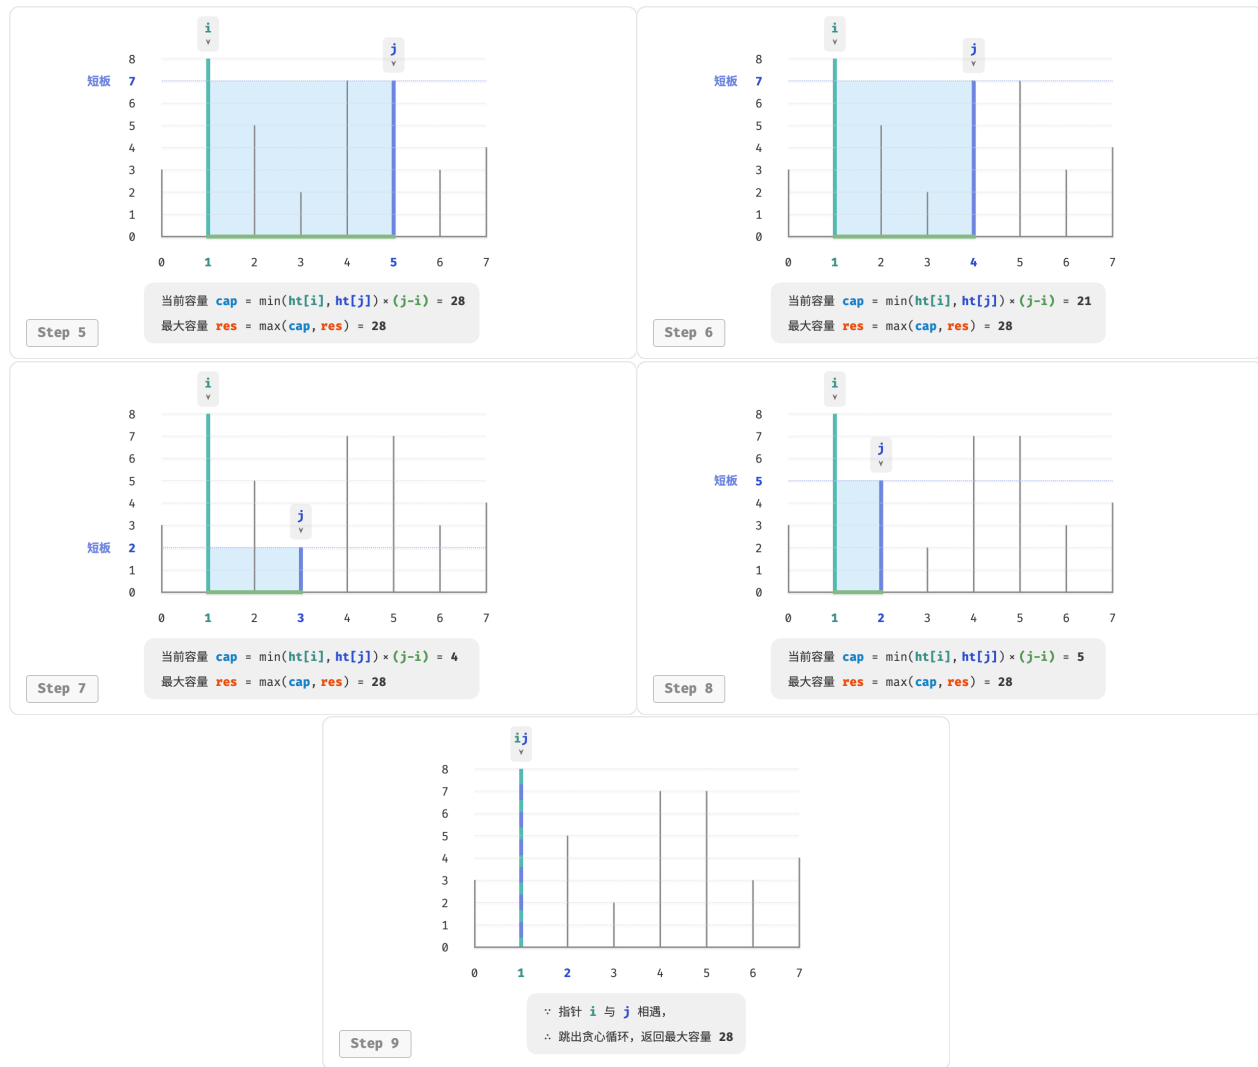 i
j
8
短板 7
6
5
4
3
2
1
0
0 1 2 3 4 5 6 7
当前容量 cap = min(ht[i], ht[j]) × (j-i) = 28
最大容量 res = max(cap, res) = 28
Step 5
i
j
8
短板 7
6
5
4
3
2
1
0
0 1 2 3 4 5 6 7
当前容量 cap = min(ht[i], ht[j]) × (j-i) = 21
最大容量 res = max(cap, res) = 28
Step 6
i
8
7
6
5
4
j
3
短板 2
1
0
0 1 2 3 4 5 6 7
当前容量 cap = min(ht[i], ht[j]) × (j-i) = 4
最大容量 res = max(cap, res) = 28
Step 7
i
8
7
j
6
短板 5
4
3
2
1
0
0 1 2 3 4 5 6 7
当前容量 cap = min(ht[i], ht[j]) × (j-i) = 5
最大容量 res = max(cap, res) = 28
Step 8
ij
8
7
6
5
4
3
2
1
0
0 1 2 3 4 5 6 7
∵ 指针 i 与 j 相遇，
∴ 跳出贪心循环，返回最大容量 28
Step 9